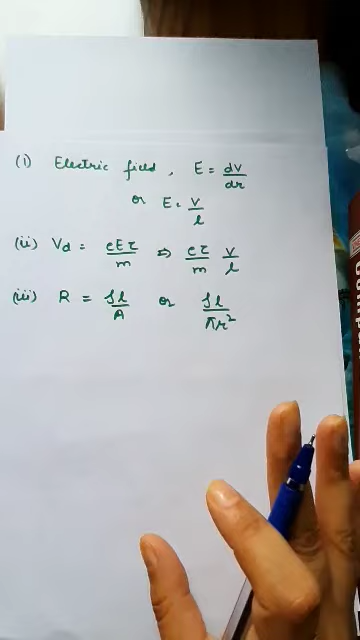 (i) Electric field, E = dV/dr
or E = V/l
(ii) Vd = eEτ/m ⇒ eτ/m V/l
(iii) R = ρl/A or ρl/πr²